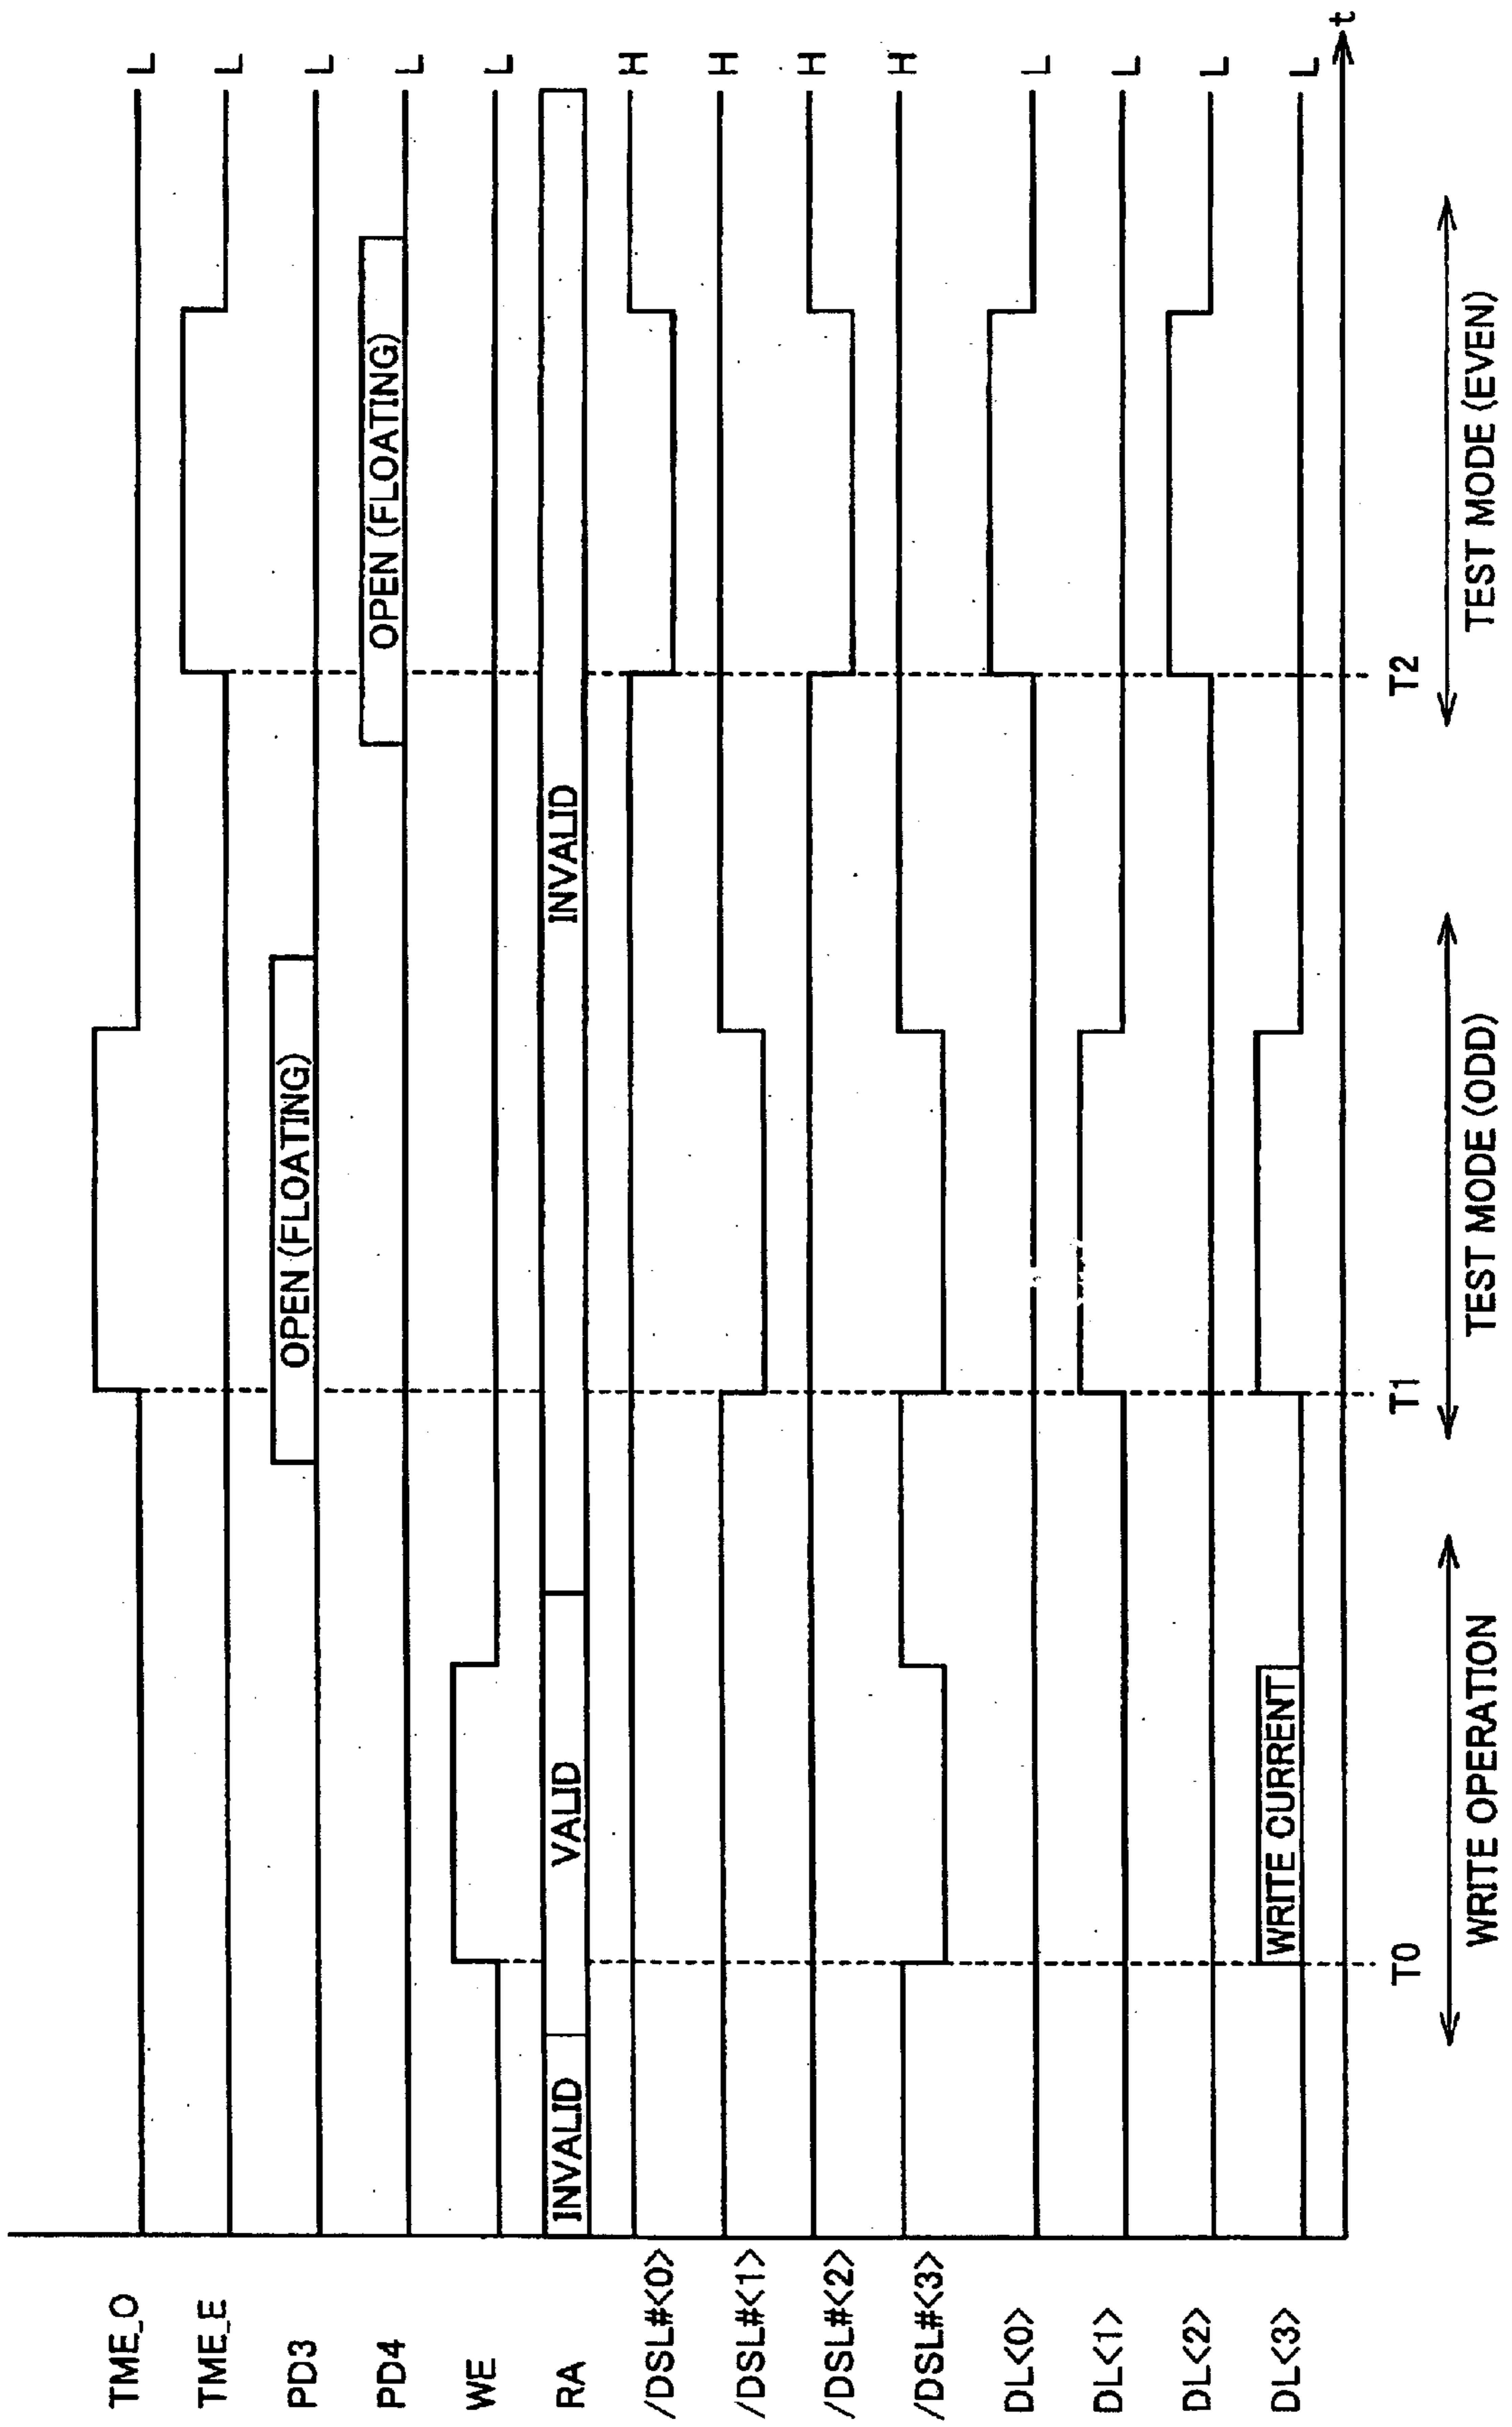 TME_O L
TME_E L
PD3 OPEN (FLOATING) L
PD4 OPEN (FLOATING) L
WE L
RA INVALID VALID INVALID
/DSL#<0> H
/DSL#<1> H
/DSL#<2> H
/DSL#<3> H
DL<0> L
DL<1> L
DL<2> L
DL<3> WRITE CURRENT L
t
T0 T1 T2
WRITE OPERATION TEST MODE (ODD) TEST MODE (EVEN)